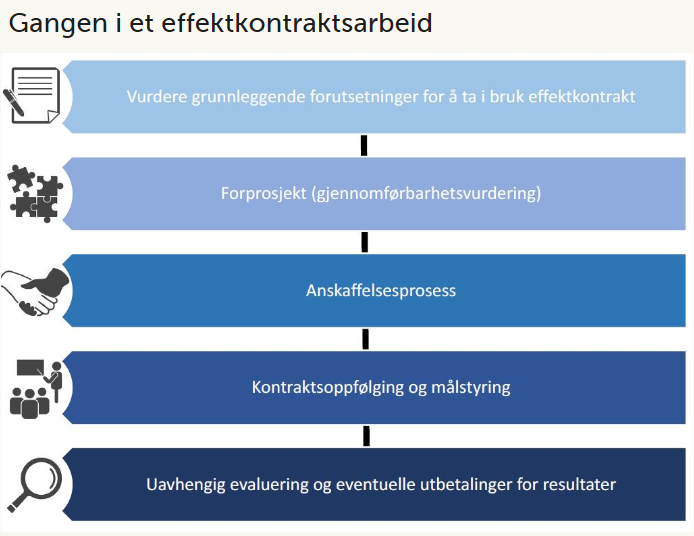 Gangen i et effektkontraktsarbeid
Vurdere grunnleggende forutsetninger for å ta i bruk effektkontrakt
Forprosjekt (gjennomførbarhetsvurdering)
Anskaffelsesprosess
Kontraktsoppfølging og målstyring
Uavhengig evaluering og eventuelle utbetalinger for resultater